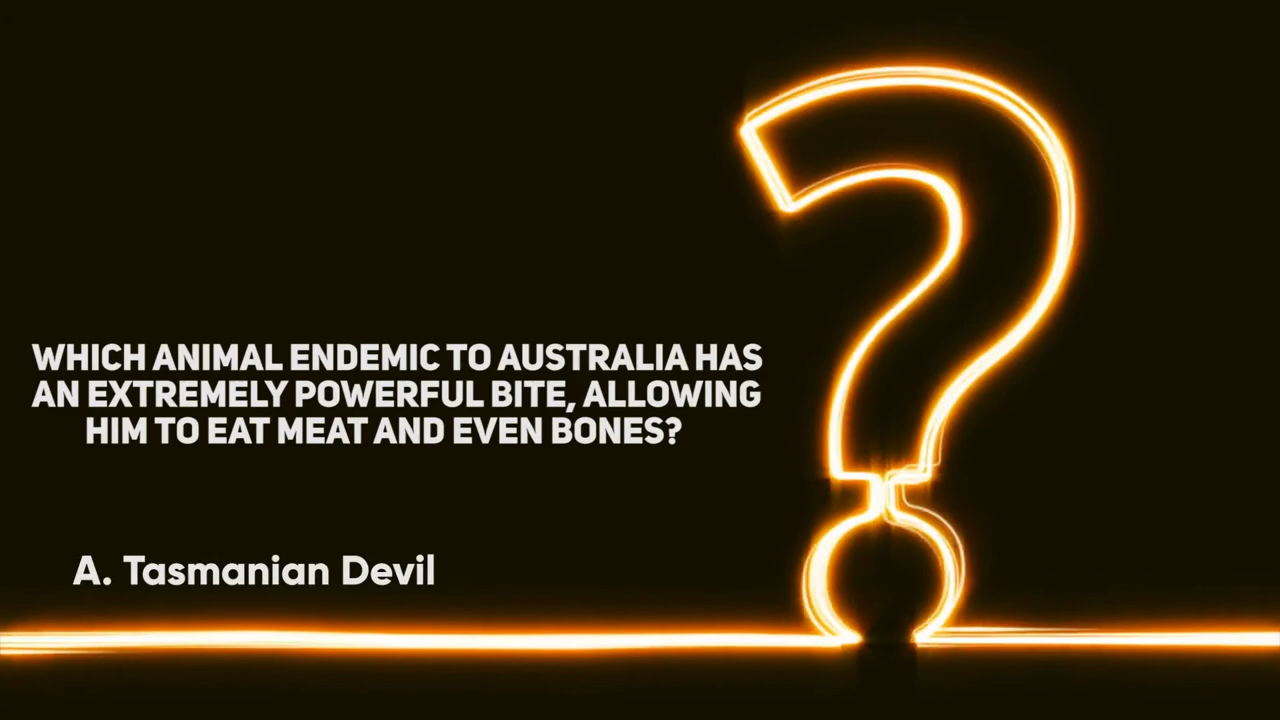 WHICH ANIMAL ENDEMIC TO AUSTRALIA HAS
AN EXTREMELY POWERFUL BITE, ALLOWING
HIM TO EAT MEAT AND EVEN BONES?
A. Tasmanian Devil